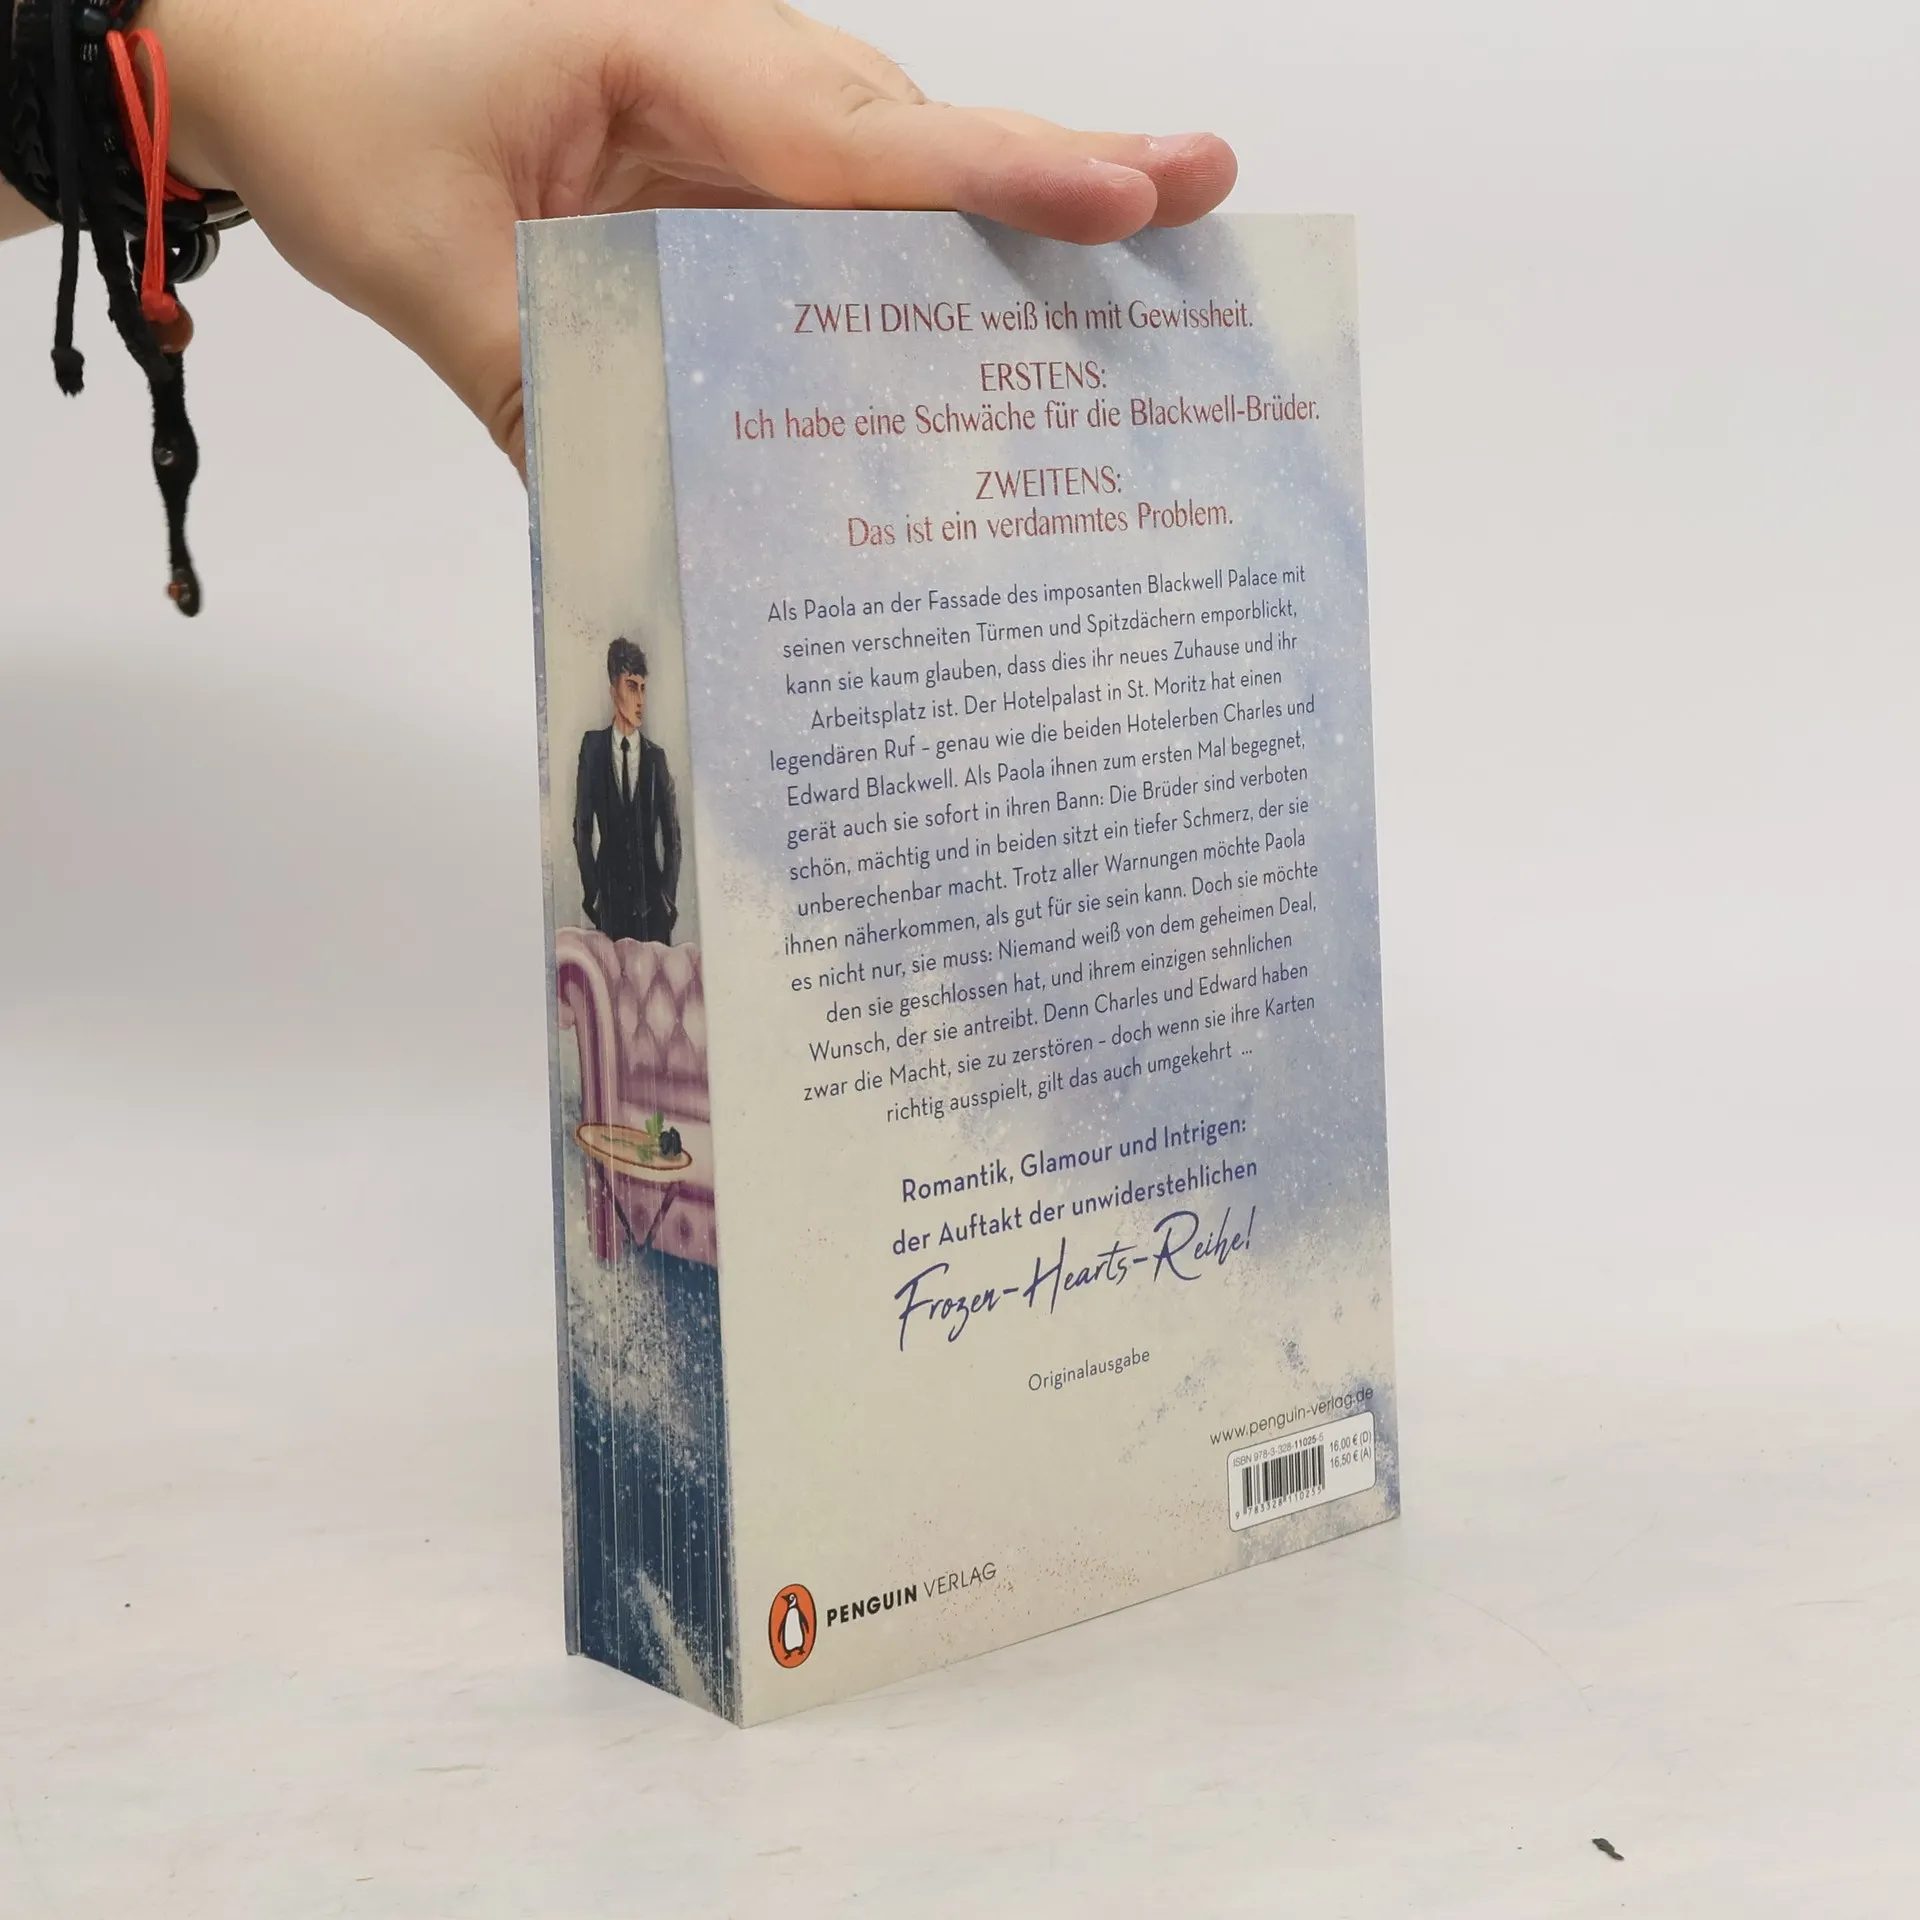 ZWEI DINGE weiß ich mit Gewissheit.
ERSTENS:
Ich habe eine Schwäche für die Blackwell-Brüder.
ZWEITENS:
Das ist ein verdammtes Problem.
Als Paola an der Fassade des imposanten Blackwell Palace mit
seinen verschneiten Türmen und Spitzdächern emporblickt,
kann sie kaum glauben, dass dies ihr neues Zuhause und ihr
Arbeitsplatz ist. Der Hotelpalast in St. Moritz hat einen
legendären Ruf – genau wie die beiden Hotelerben Charles und
Edward Blackwell. Als Paola ihnen zum ersten Mal begegnet,
gerät auch sie sofort in ihren Bann: Die Brüder sind verboten
schön, mächtig und in beiden sitzt ein tiefer Schmerz, der sie
unberechenbar macht. Trotz aller Warnungen möchte Paola
ihnen näherkommen, als gut für sie sein kann. Doch sie möchte
es nicht nur, sie muss: Niemand weiß von dem geheimen Deal,
den sie geschlossen hat, und ihrem einzigen sehnlichen
Wunsch, der sie antreibt. Denn Charles und Edward haben
zwar die Macht, sie zu zerstören – doch wenn sie ihre Karten
richtig ausspielt, gilt das auch umgekehrt ...
Romantik, Glamour und Intrigen:
der Auftakt der unwiderstehlichen
Frozen-Hearts-Reihe!
Originalausgabe
www.penguin-verlag.de
ISBN 978-3-328-11025-5
16,00 € (D)
16,50 € (A)
9 783328 110255
PENGUIN VERLAG